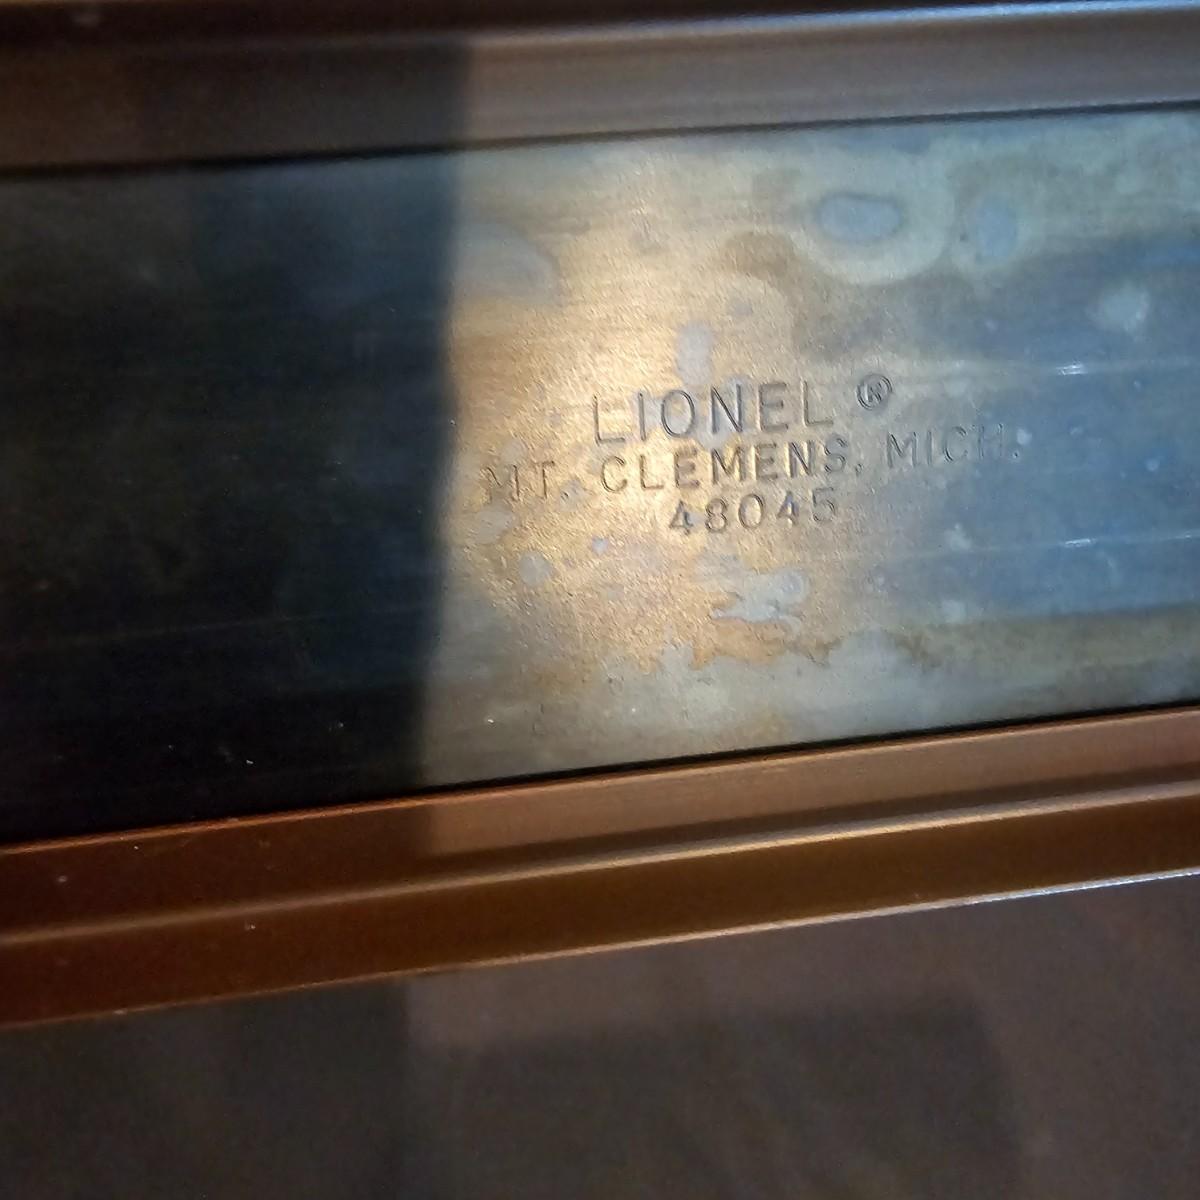 LIONEL ®
MT. CLEMENS, MICH.
48045